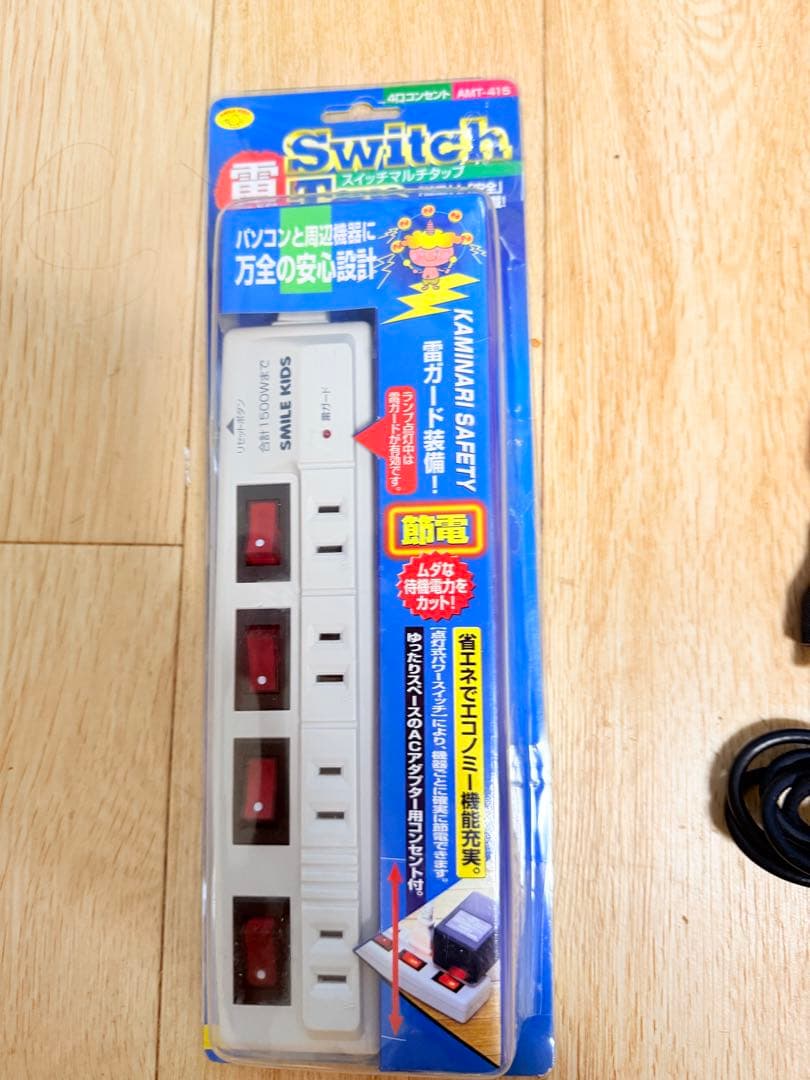 4口コンセント AMT-415
Switch
スイッチマルチタップ
雷
パソコンと周辺機器に
万全の安心設計
KAMINARI SAFETY
雷ガード装備!
ランプ点灯中は
雷ガードが有効です。
リセットボタン
合計1500Wまで
SMILE KIDS
雷ガード
節電
ムダな
待機電力を
カット!
省エネでエコノミー機能充実。
「点灯式パワースイッチ」により、機器ごとに確実に節電できます。
ゆったりスペースのACアダプター用コンセント付。